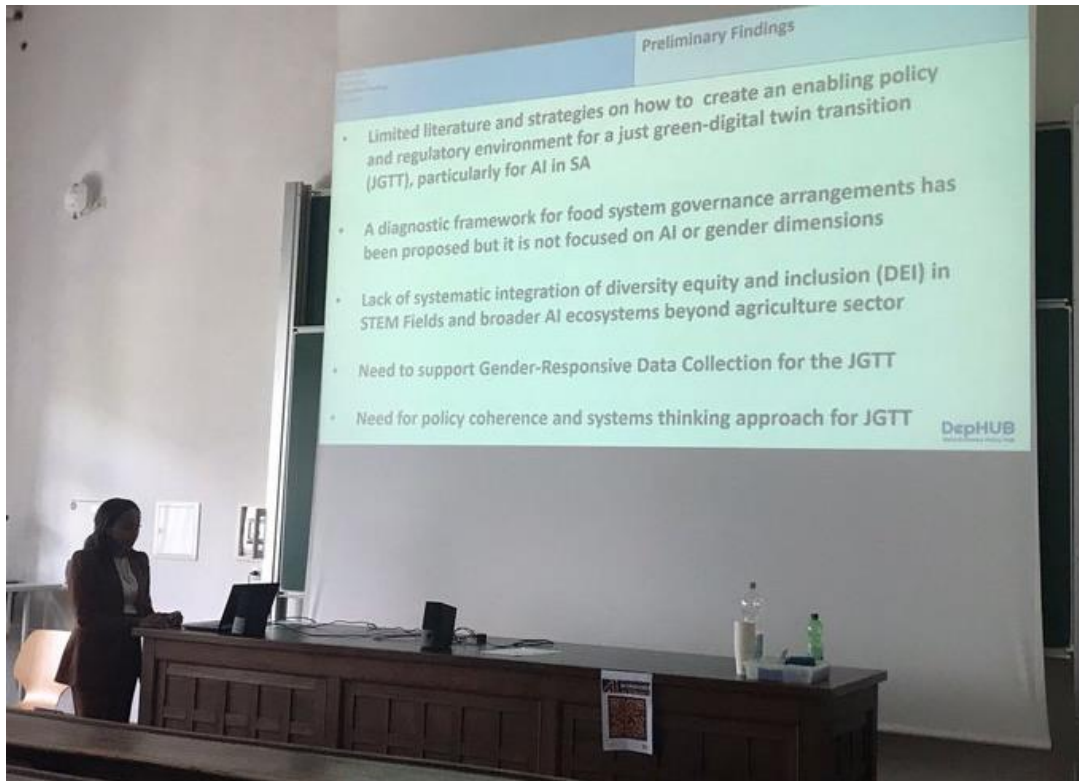 Preliminary Findings
• Limited literature and strategies on how to create an enabling policy
and regulatory environment for a just green-digital twin transition
(JGTT), particularly for AI in SA
• A diagnostic framework for food system governance arrangements has
been proposed but it is not focused on AI or gender dimensions
• Lack of systematic integration of diversity equity and inclusion (DEI) in
STEM Fields and broader AI ecosystems beyond agriculture sector
• Need to support Gender-Responsive Data Collection for the JGTT
• Need for policy coherence and systems thinking approach for JGTT
DepHUB